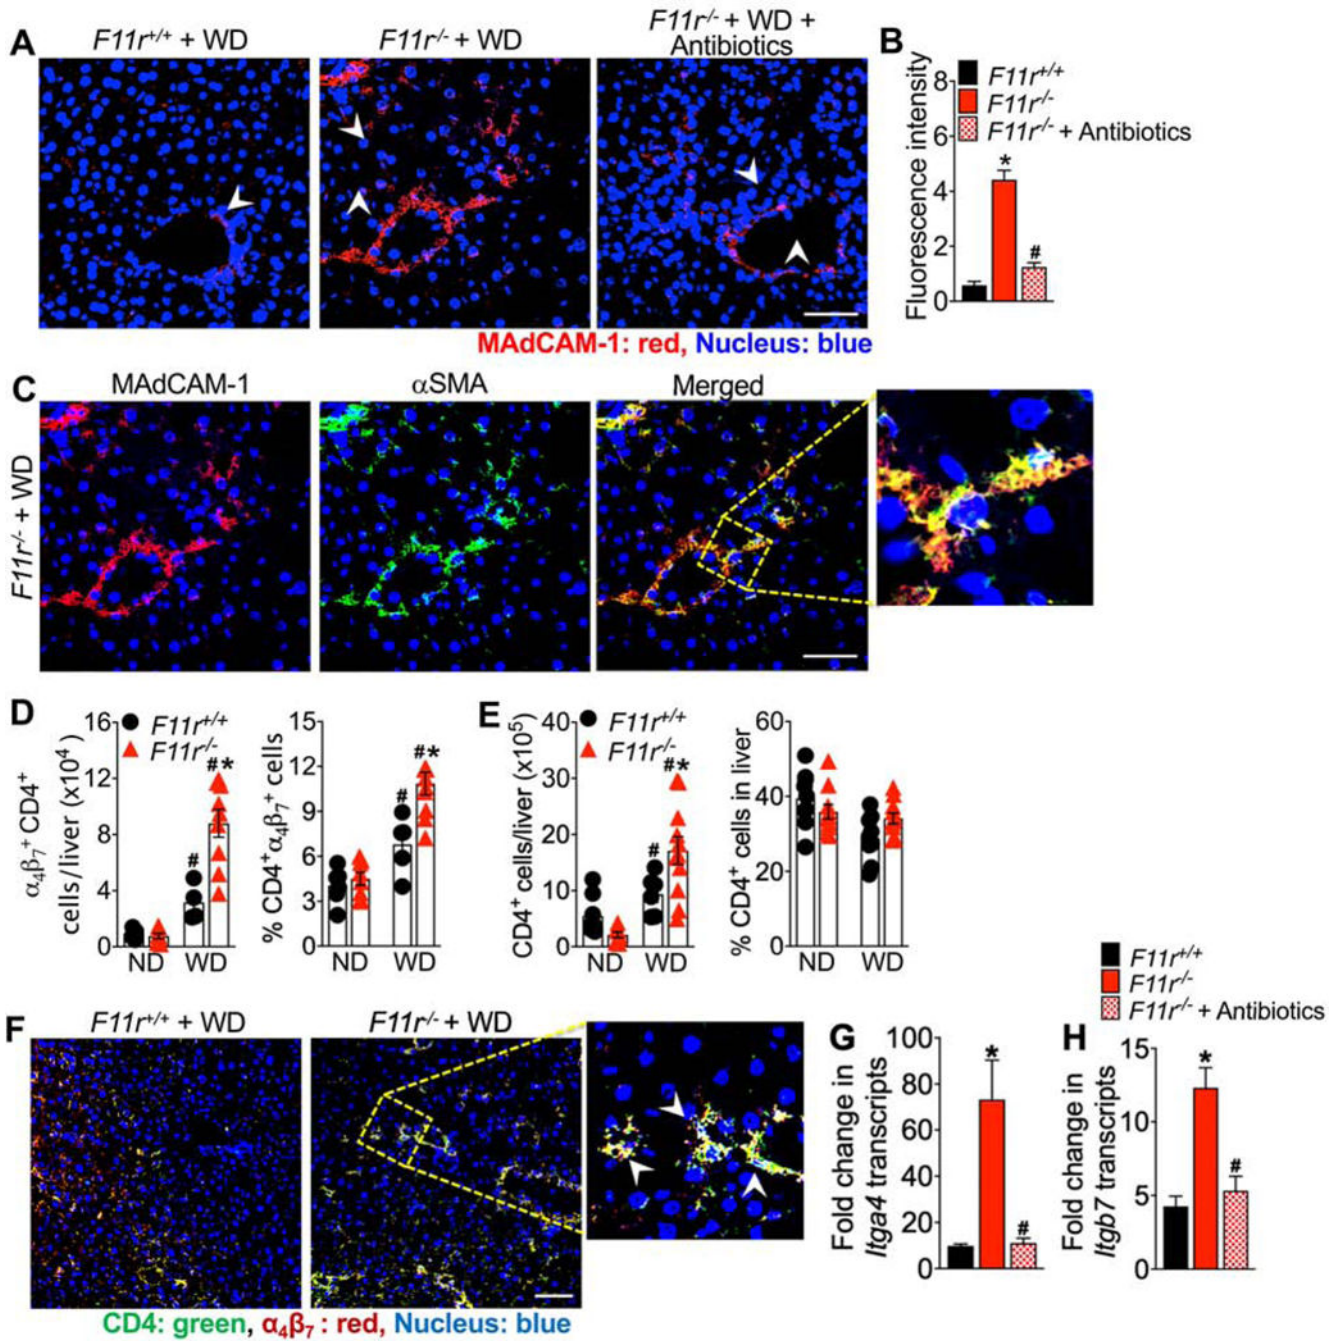 A
F11r+/+ + WD
F11r-/- + WD
F11r-/- + WD +
Antibiotics
MAdCAM-1: red, Nucleus: blue
B
F11r+/+
F11r-/-
F11r-/- + Antibiotics
Fluorescence intensity
8
6
4
2
0
*
#
C
MAdCAM-1
αSMA
Merged
F11r-/- + WD
D
α4β7+ CD4+
cells/liver (x10^4 )
16
12
8
4
0
F11r+/+
F11r-/-
#
#*
ND
WD
% CD4+α4β7+ cells
15
12
9
6
3
0
#
#*
ND
WD
E
CD4+ cells/liver (x10^5)
40
30
20
10
0
F11r+/+
F11r-/-
#
#*
ND
WD
% CD4+ cells in liver
60
40
20
0
ND
WD
F
F11r+/+ + WD
F11r-/- + WD
CD4: green, α4β7 : red, Nucleus: blue
F11r+/+
F11r-/-
F11r-/- + Antibiotics
G
Fold change in
Itga4 transcripts
100
80
60
40
20
0
*
#
H
Fold change in
Itgb7 transcripts
15
10
5
0
*
#